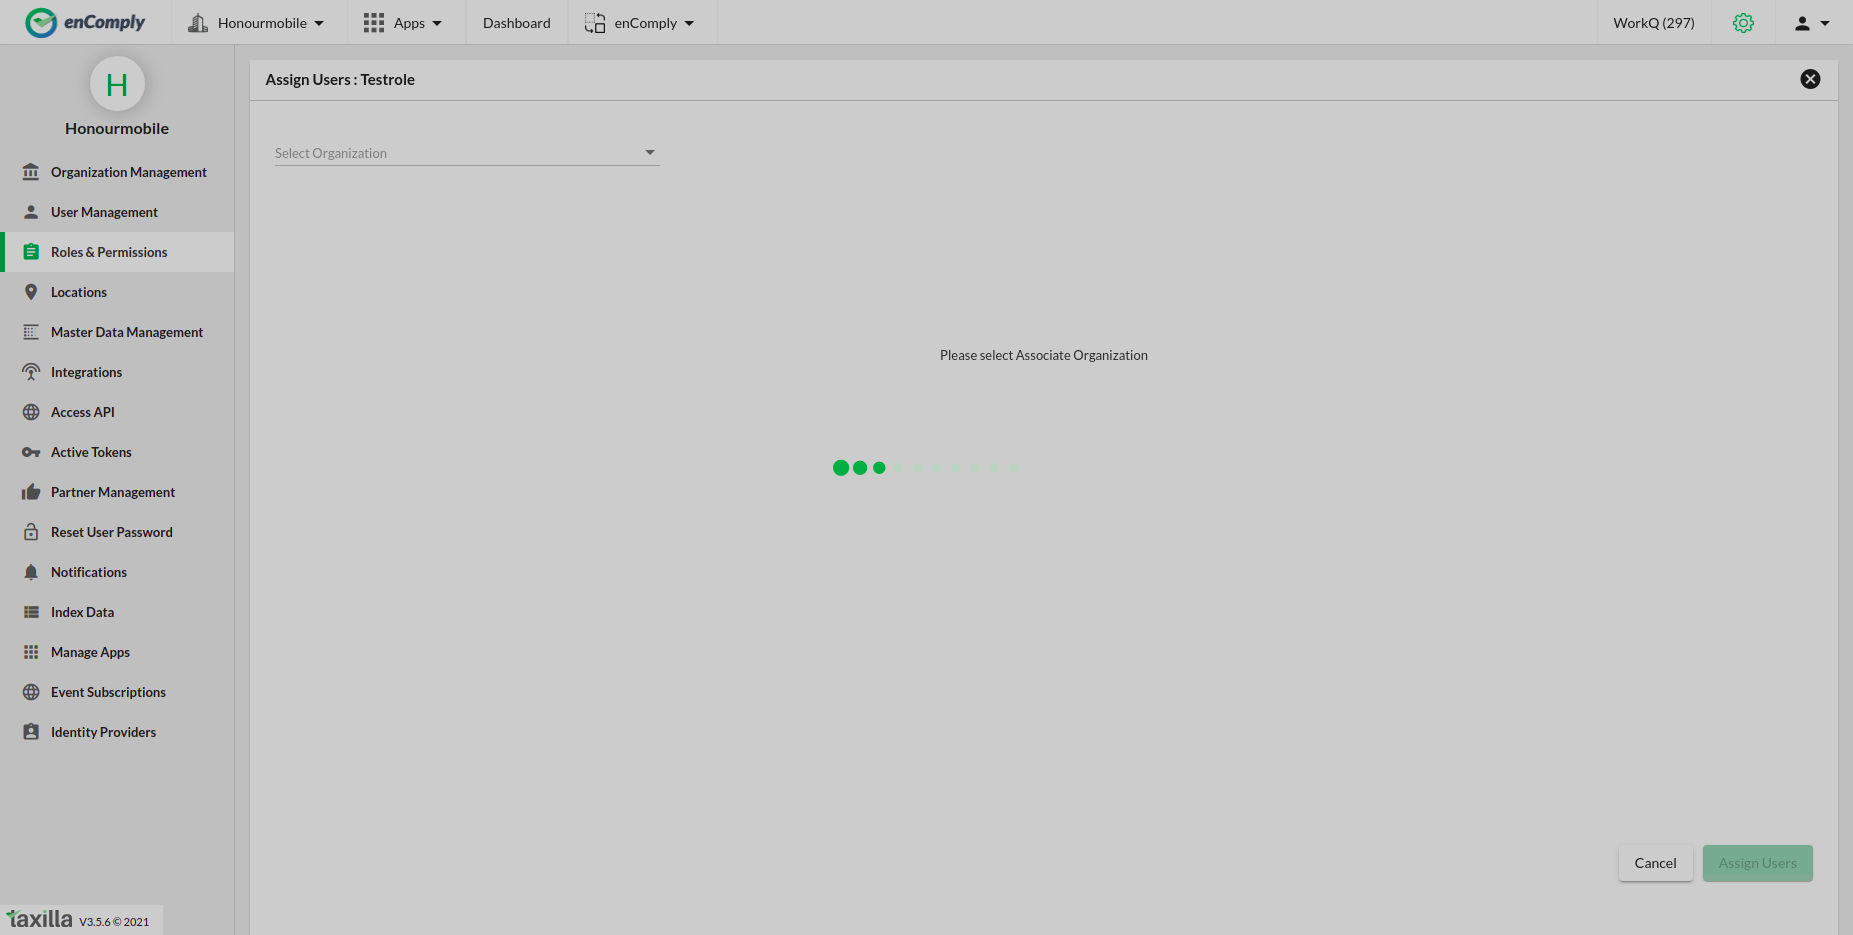 enComply
Honourmobile
Apps
Dashboard
enComply
WorkQ (297)
H
Honourmobile
Organization Management
User Management
Roles & Permissions
Locations
Master Data Management
Integrations
Access API
Active Tokens
Partner Management
Reset User Password
Notifications
Index Data
Manage Apps
Event Subscriptions
Identity Providers
taxilla V3.5.6 © 2021
Assign Users : Testrole
Select Organization
Please select Associate Organization
Cancel
Assign Users